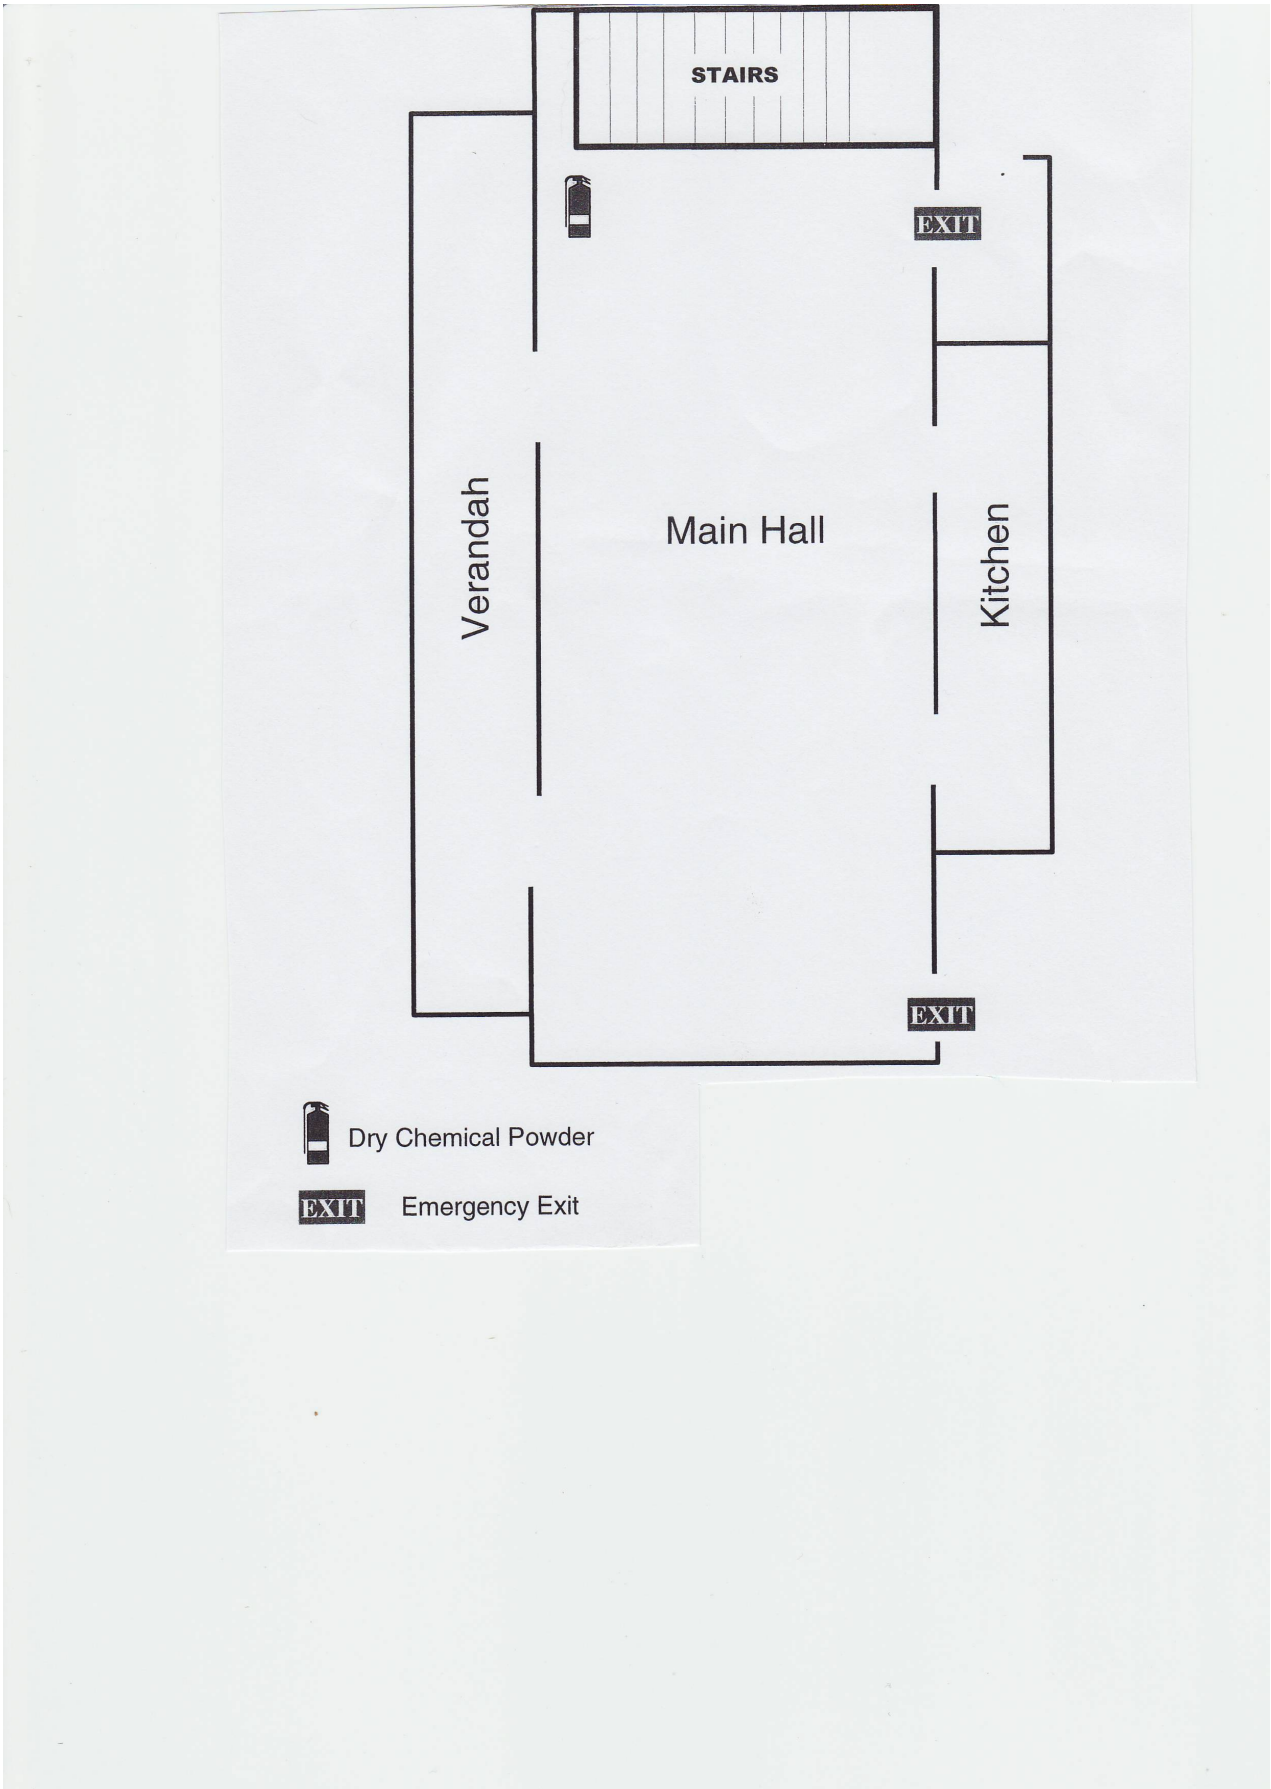 STAIRS
EXIT
Verandah
Main Hall
Kitchen
EXIT
Dry Chemical Powder
EXIT Emergency Exit